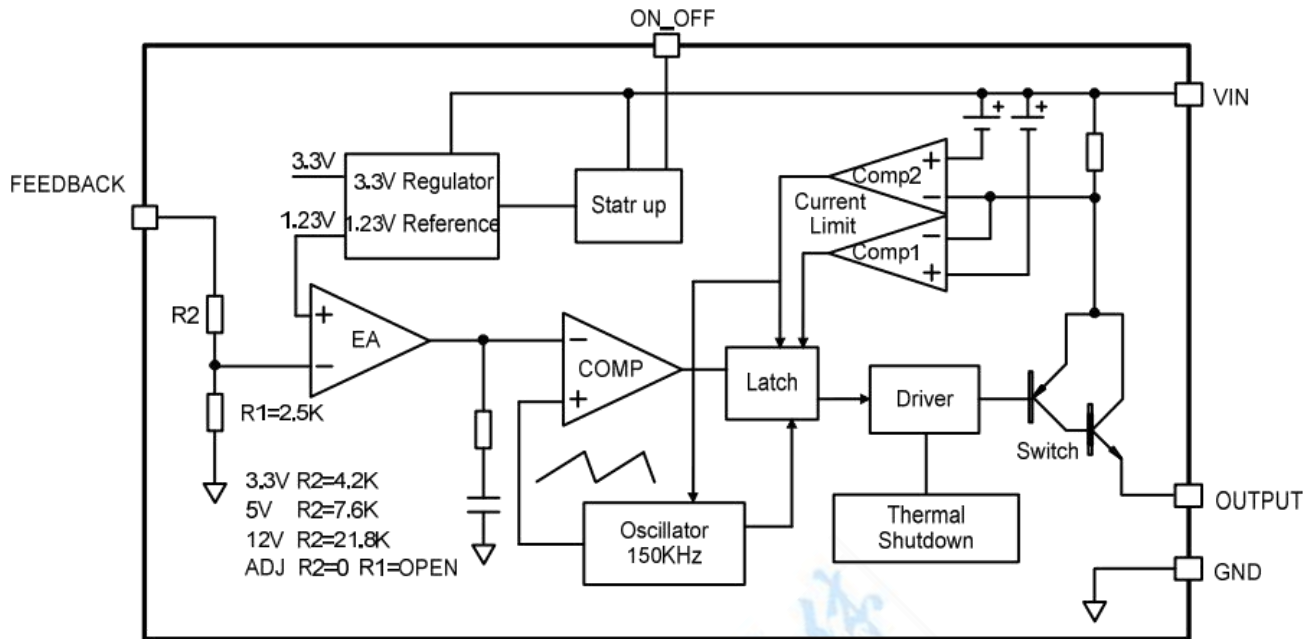 ON_OFF
VIN
FEEDBACK
3.3V
3.3V Regulator
1.23V
1.23V Reference
Statr up
+
+
+
Comp2
−
Current
Limit
−
Comp1
+
R2
+
EA
−
−
COMP
+
Latch
Driver
R1=2.5K
Switch
3.3V R2=4.2K
5V R2=7.6K
12V R2=21.8K
ADJ R2=0 R1=OPEN
Oscillator
150KHz
Thermal
Shutdown
OUTPUT
GND